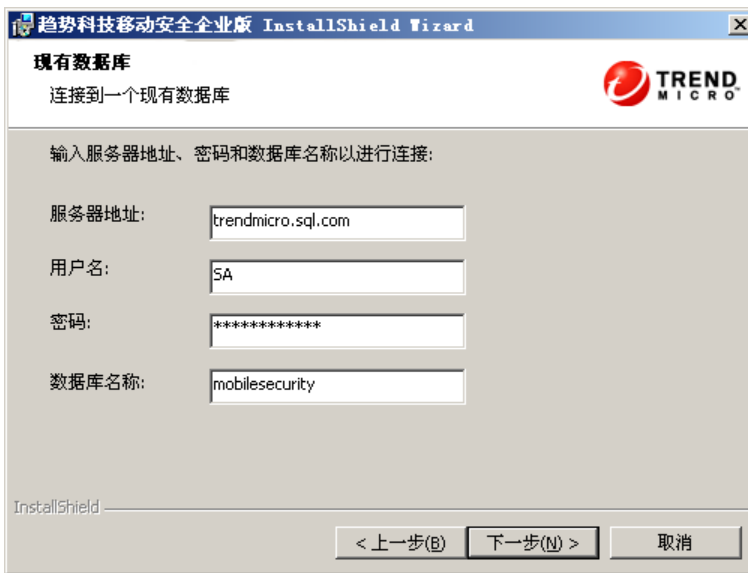 趋势科技移动安全企业版 InstallShield Wizard
现有数据库
连接到一个现有数据库
TREND
MICRO
输入服务器地址、密码和数据库名称以进行连接:
服务器地址:
trendmicro.sql.com
用户名:
SA
密码:
************
数据库名称:
mobilesecurity
InstallShield
< 上一步(B)
下一步(N) >
取消